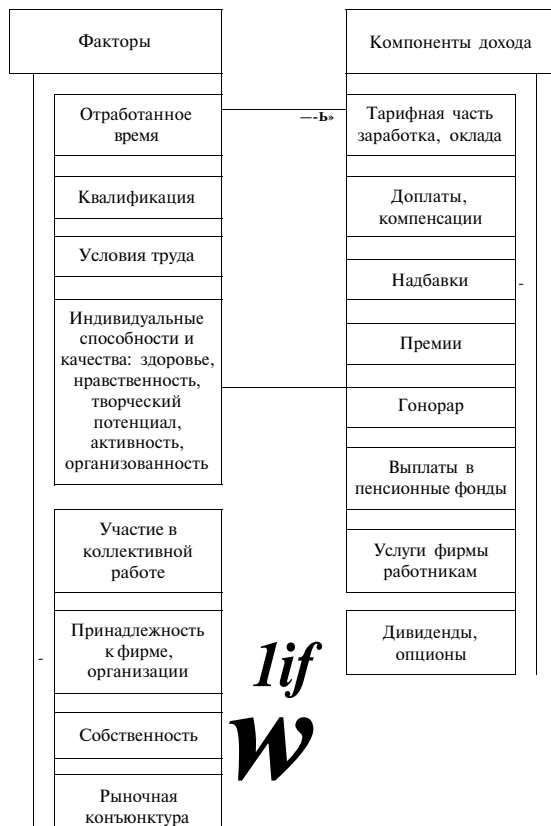 Факторы
Отработанное
время
Квалификация
Условия труда
Индивидуальные
способности и
качества: здоровье,
нравственность,
творческий
потенциал,
активность,
организованность
Участие в
коллективной
работе
Принадлежность
к фирме,
организации
Собственность
Рыночная
конъюнктура
Компоненты дохода
—-Ь»
Тарифная часть
заработка, оклада
Доплаты,
компенсации
Надбавки
Премии
Гонорар
Выплаты в
пенсионные фонды
Услуги фирмы
работникам
Дивиденды,
опционы
1if
w